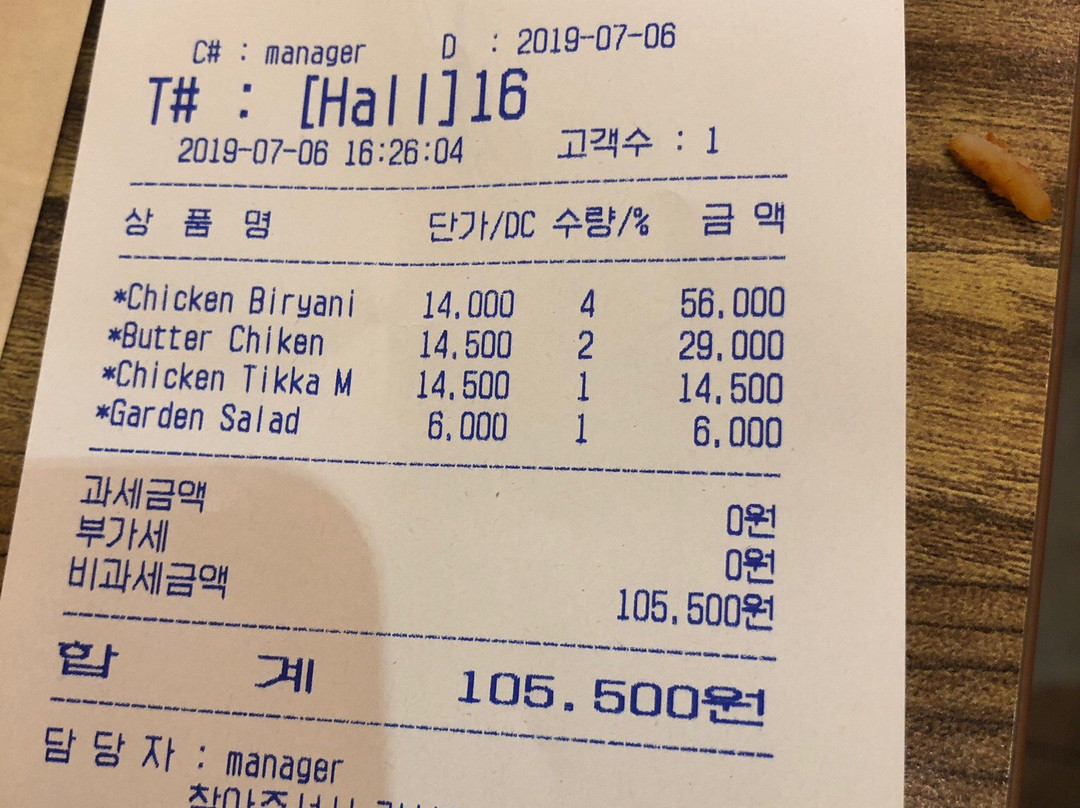 C# : manager D : 2019-07-06
T# : [Hall]16
2019-07-06 16:26:04 고객수 : 1
상 품 명 단가/DC 수량/% 금 액
*Chicken Biryani 14,000 4 56,000
*Butter Chiken 14,500 2 29,000
*Chicken Tikka M 14,500 1 14,500
*Garden Salad 6,000 1 6,000
과세금액 0원
부가세 0원
비과세금액 105,500원
합 계 105,500원
담 당 자 : manager